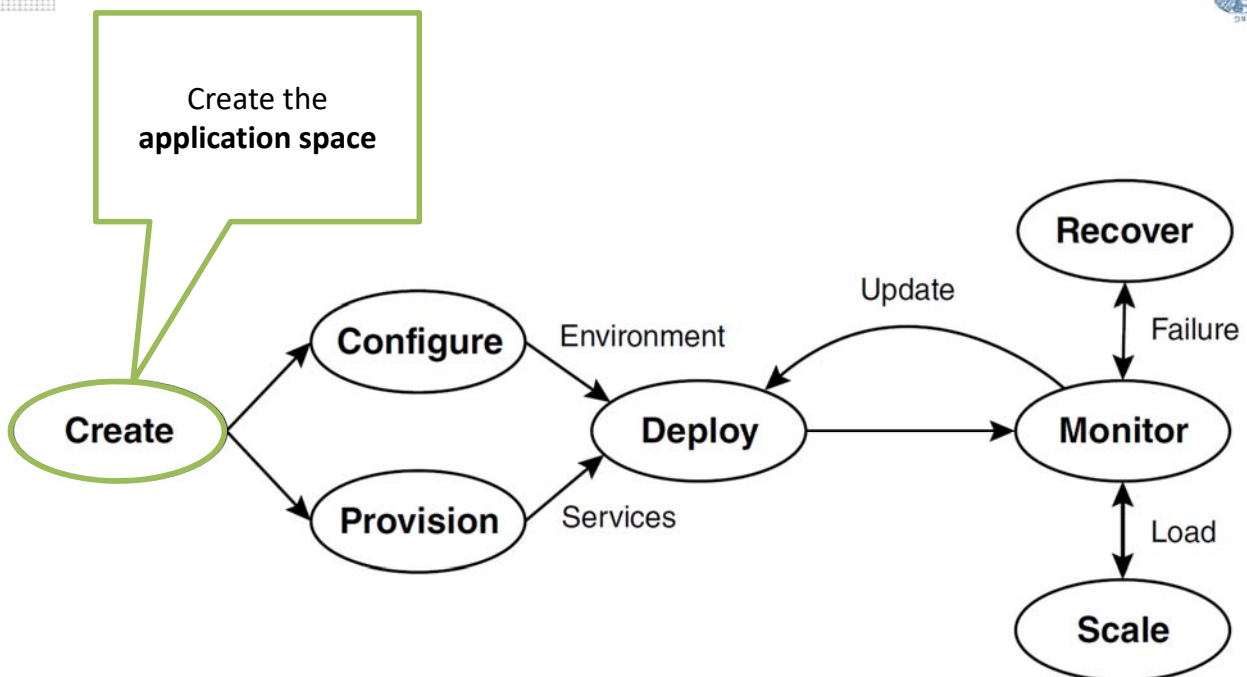 Create the
application space
Recover
Update
Failure
Configure
Environment
Create
Deploy
Monitor
Provision
Services
Load
Scale